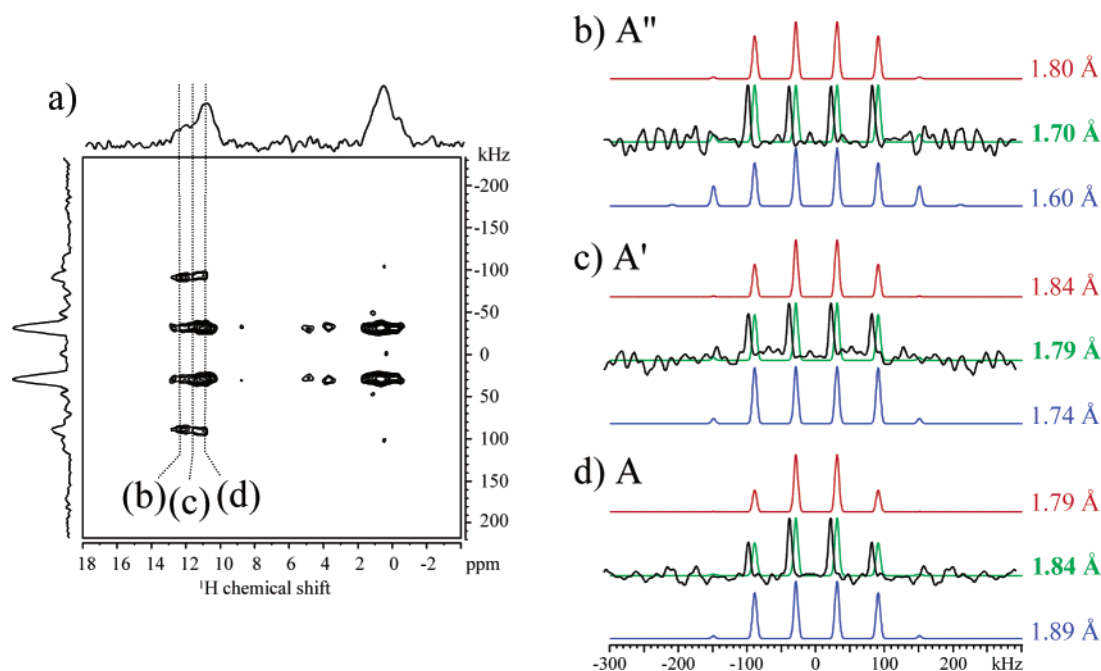 a)
kHz
-200
-150
-100
-50
0
50
100
150
200
(b)
(c)
(d)
18 16 14 12 10 8 6 4 2 0 -2 ppm
¹H chemical shift
b) A"
1.80 Å
1.70 Å
1.60 Å
c) A'
1.84 Å
1.79 Å
1.74 Å
d) A
1.79 Å
1.84 Å
1.89 Å
-300 -200 -100 0 100 200 kHz